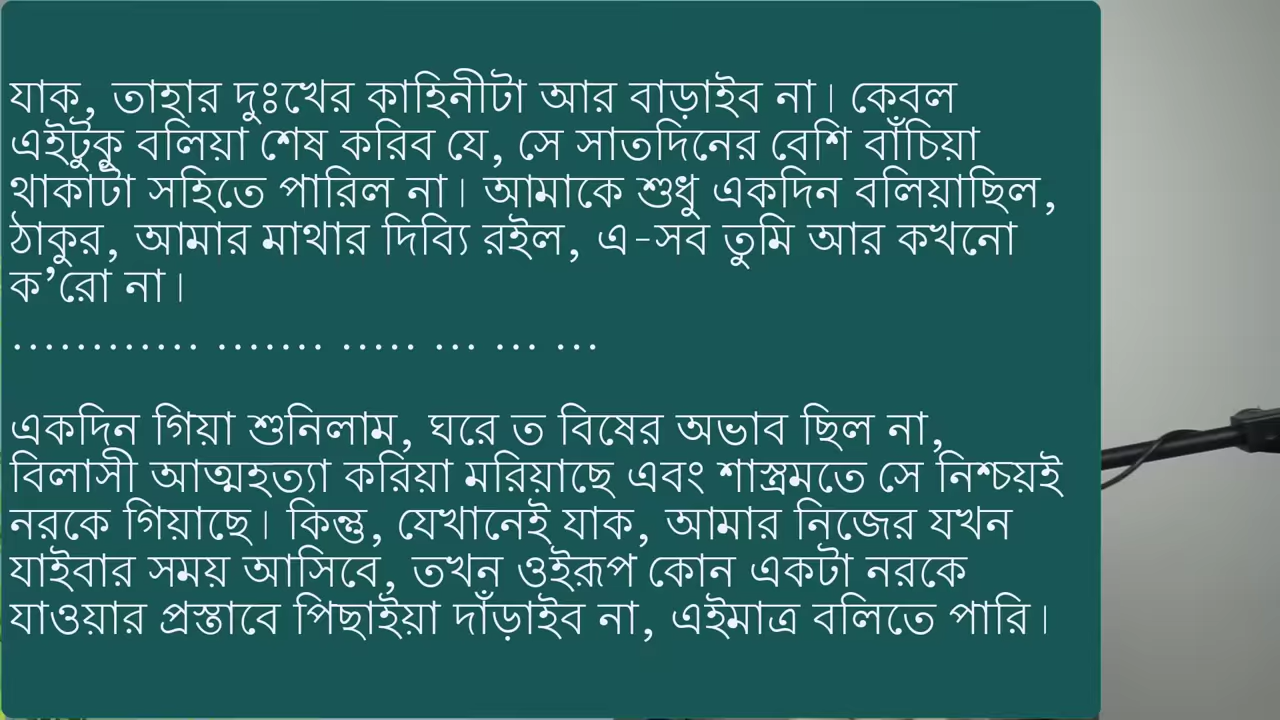 যাক, তাহার দুঃখের কাহিনীটা আর বাড়াইব না। কেবল
এইটুকু বলিয়া শেষ করিব যে, সে সাতদিনের বেশি বাঁচিয়া
থাকাটা সহিতে পারিল না। আমাকে শুধু একদিন বলিয়াছিল,
ঠাকুর, আমার মাথার দিব্যি রইল, এ-সব তুমি আর কখনো
ক’রো না।
............ ....... ..... ... ... ...
একদিন গিয়া শুনিলাম, ঘরে ত বিষের অভাব ছিল না,
বিলাসী আত্মহত্যা করিয়া মরিয়াছে এবং শাস্ত্রমতে সে নিশ্চয়ই
নরকে গিয়াছে। কিন্তু, যেখানেই যাক, আমার নিজের যখন
যাইবার সময় আসিবে, তখন ওইরূপ কোন একটা নরকে
যাওয়ার প্রস্তাবে পিছাইয়া দাঁড়াইব না, এইমাত্র বলিতে পারি।